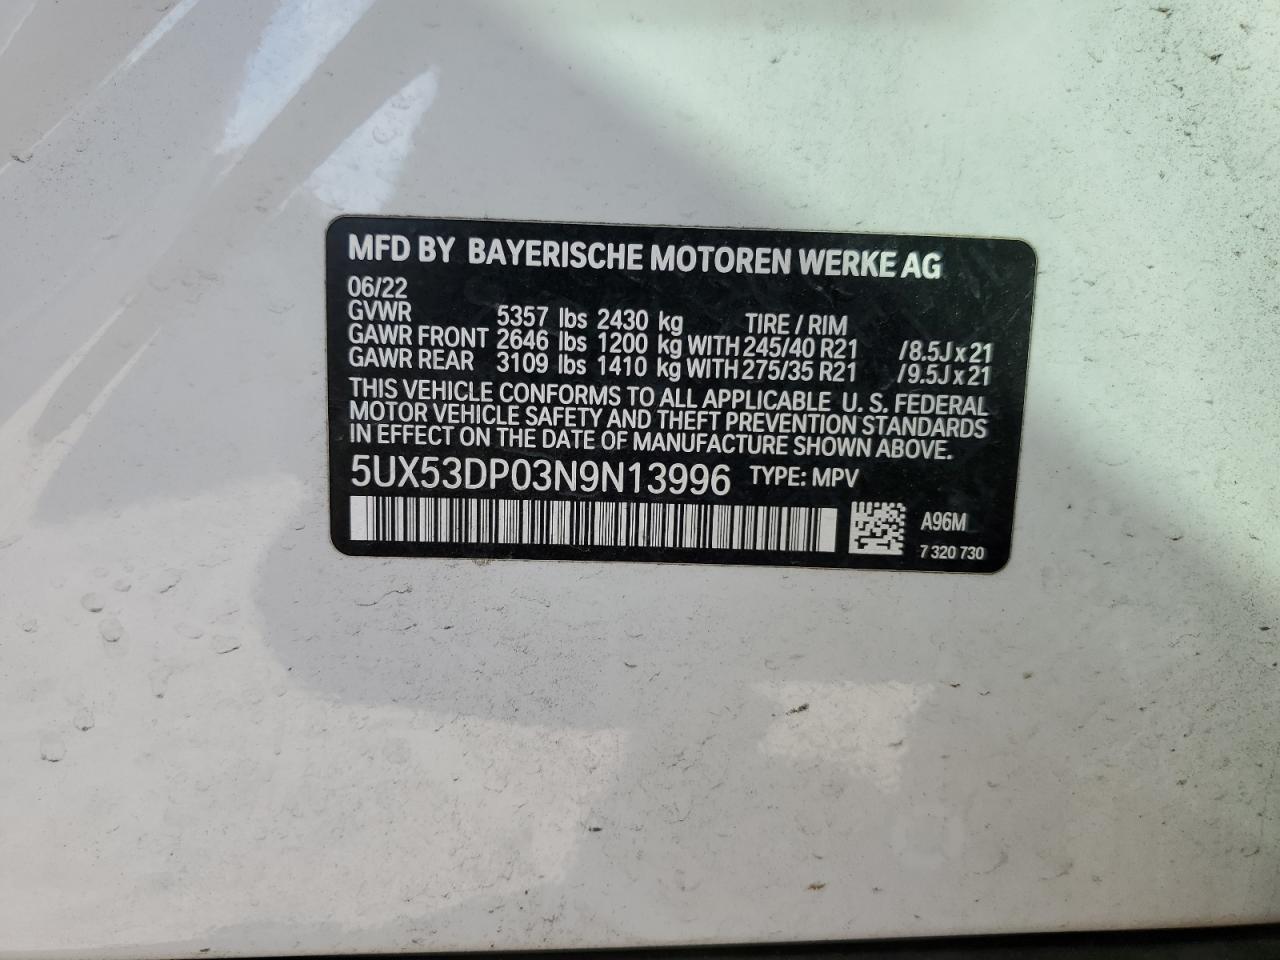 MFD BY BAYERISCHE MOTOREN WERKE AG
06/22
GVWR 5357 lbs 2430 kg TIRE / RIM
GAWR FRONT 2646 lbs 1200 kg WITH 245/40 R21 /8.5J x 21
GAWR REAR 3109 lbs 1410 kg WITH 275/35 R21 /9.5J x 21
THIS VEHICLE CONFORMS TO ALL APPLICABLE U. S. FEDERAL
MOTOR VEHICLE SAFETY AND THEFT PREVENTION STANDARDS
IN EFFECT ON THE DATE OF MANUFACTURE SHOWN ABOVE.
5UX53DP03N9N13996 TYPE: MPV
A96M
7 320 730